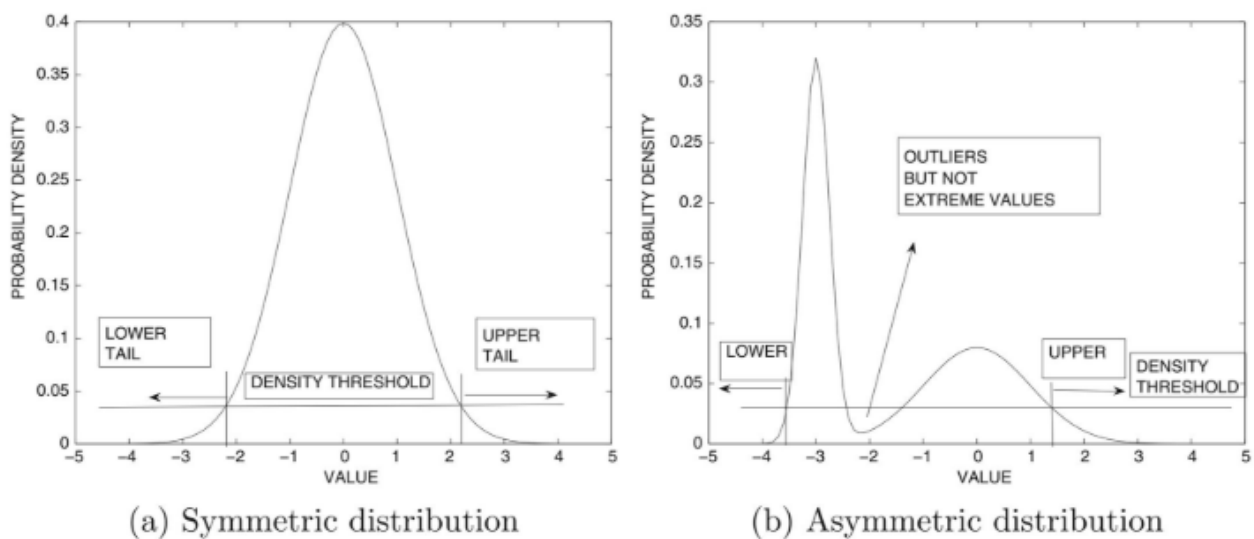 0.4
0.35
0.3
0.25
0.2
0.15
0.1
0.05
0
PROBABILITY DENSITY
LOWER
TAIL
UPPER
TAIL
DENSITY THRESHOLD
−5 −4 −3 −2 −1 0 1 2 3 4 5
VALUE
(a) Symmetric distribution
0.35
0.3
0.25
0.2
0.15
0.1
0.05
0
PROBABILITY DENSITY
OUTLIERS
BUT NOT
EXTREME VALUES
LOWER
UPPER
DENSITY
THRESHOLD
−5 −4 −3 −2 −1 0 1 2 3 4 5
VALUE
(b) Asymmetric distribution